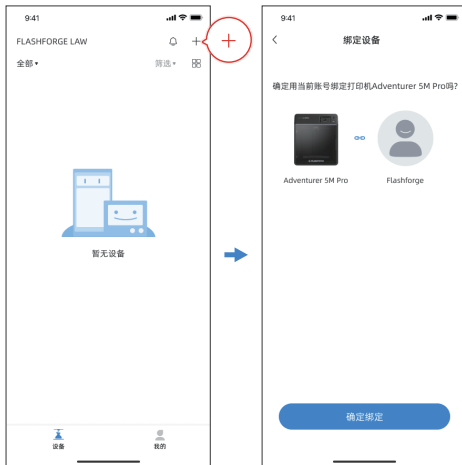 9:41
FLASHFORGE LAW
全部
筛选
暂无设备
设备
我的
9:41
绑定设备
确定用当前账号绑定打印机Adventurer 5M Pro吗?
Adventurer 5M Pro
Flashforge
确定绑定